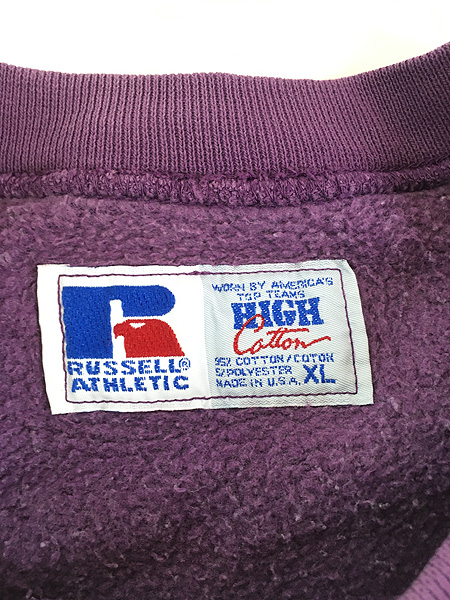 RUSSELL®
ATHLETIC
WORN BY AMERICA'S
TOP TEAMS
HIGH
Cotton
95% COTTON/COTON
5/POLYESTER
MADE IN U.S.A. XL